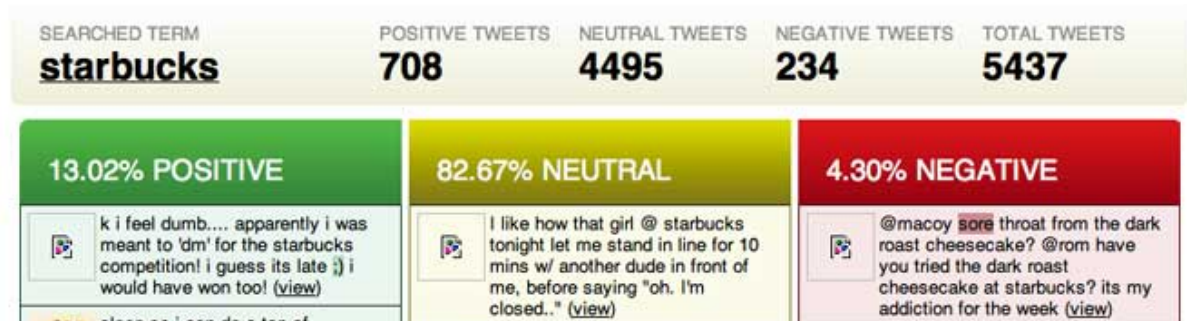 SEARCHED TERM POSITIVE TWEETS NEUTRAL TWEETS NEGATIVE TWEETS TOTAL TWEETS
starbucks 708 4495 234 5437
13.02% POSITIVE
k i feel dumb.... apparently i was
meant to 'dm' for the starbucks
competition! i guess its late ;) i
would have won too! (view)
82.67% NEUTRAL
I like how that girl @ starbucks
tonight let me stand in line for 10
mins w/ another dude in front of
me, before saying "oh. I'm
closed.." (view)
4.30% NEGATIVE
@macoy sore throat from the dark
roast cheesecake? @rom have
you tried the dark roast
cheesecake at starbucks? its my
addiction for the week (view)